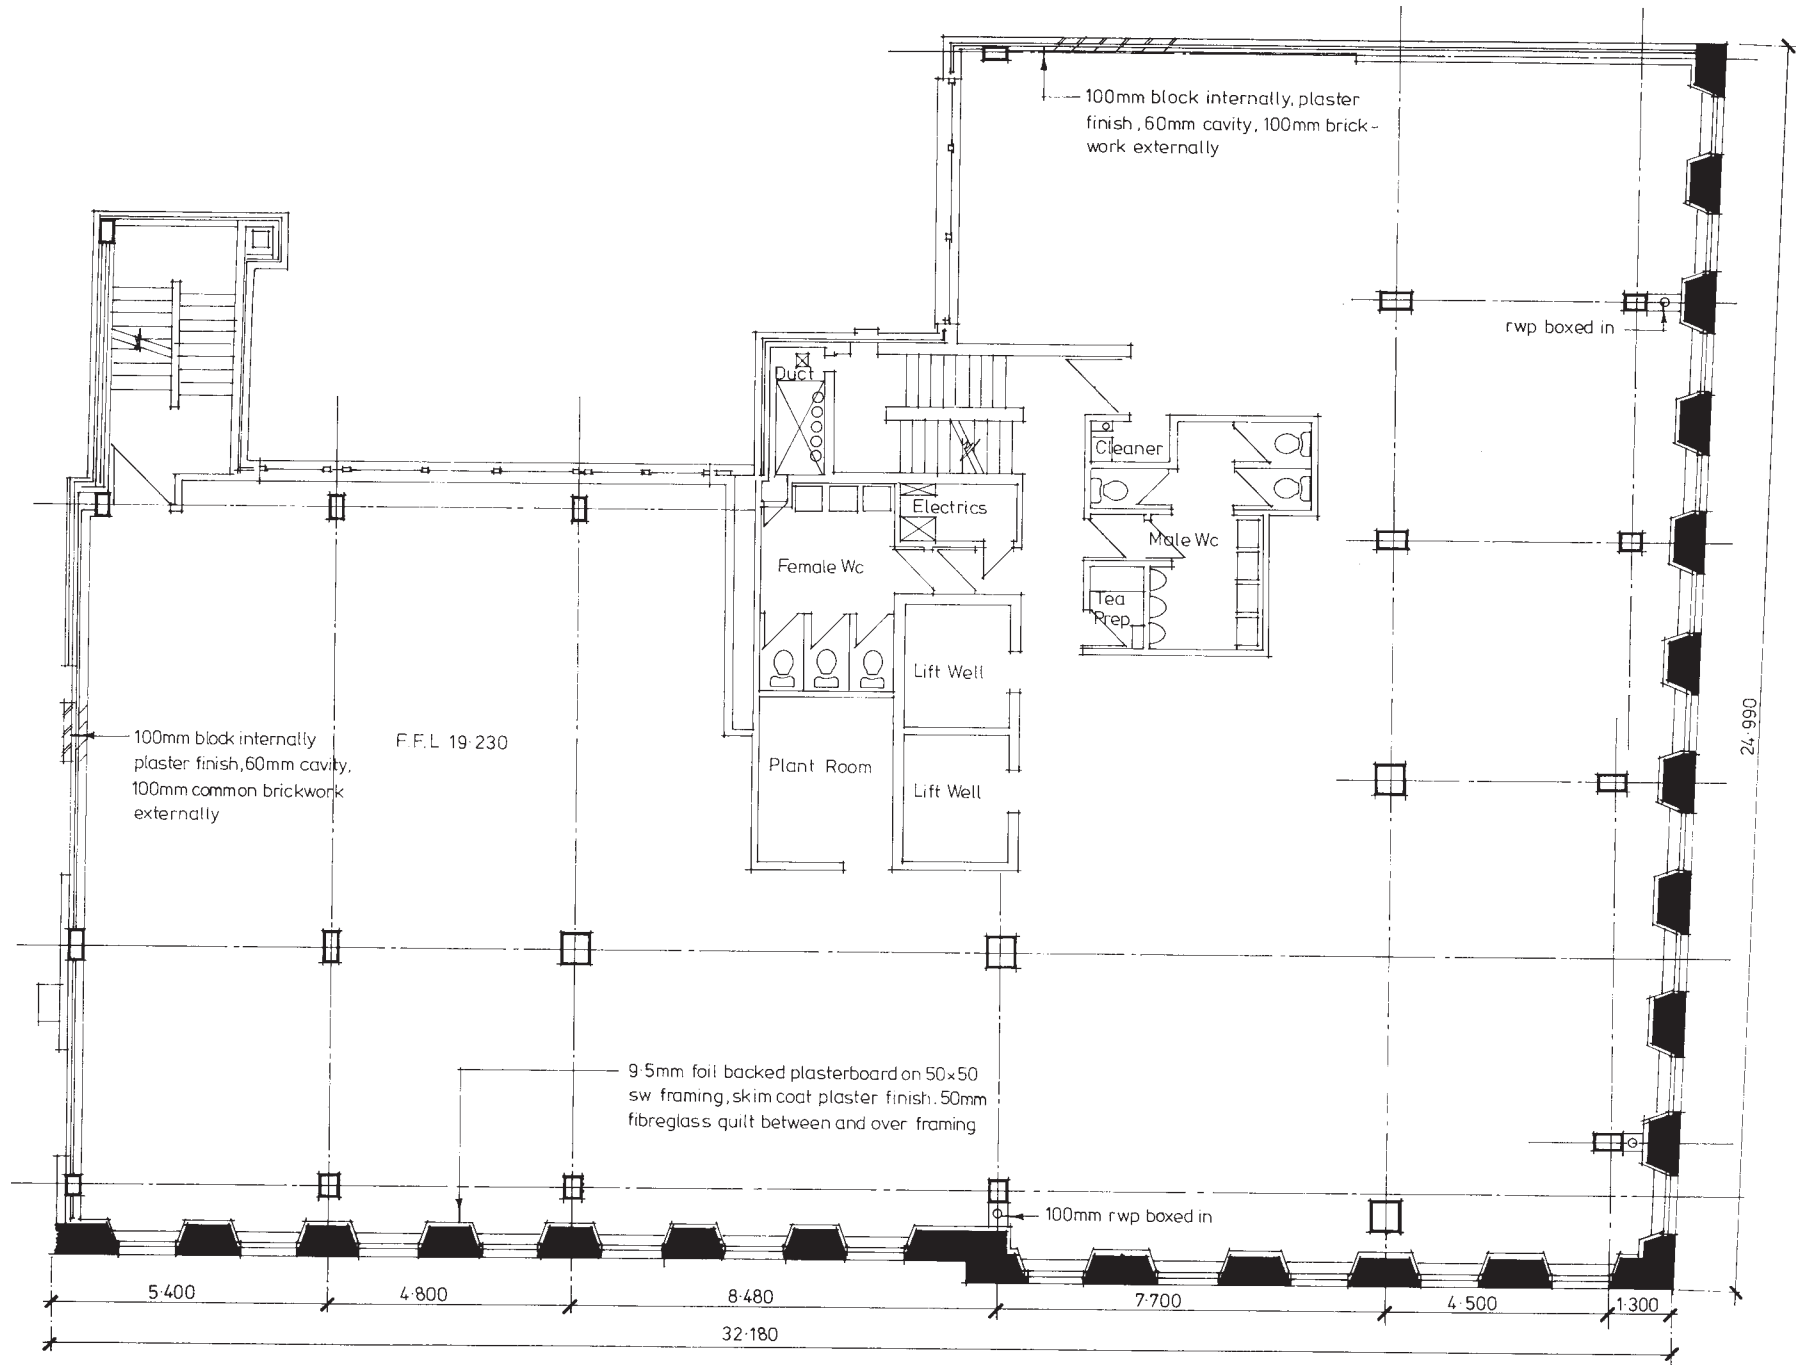 100mm block internally, plaster
finish, 60mm cavity, 100mm brick-
work externally
rwp boxed in
Duct
Cleaner
Electrics
Male Wc
Female Wc
Tea
Prep
Lift Well
100mm block internally
plaster finish, 60mm cavity,
100mm common brickwork
externally
F.F.L 19·230
Plant Room
Lift Well
24·990
9·5mm foil backed plasterboard on 50×50
sw framing, skim coat plaster finish. 50mm
fibreglass quilt between and over framing
100mm rwp boxed in
5·400
4·800
8·480
7·700
4·500
1·300
32·180